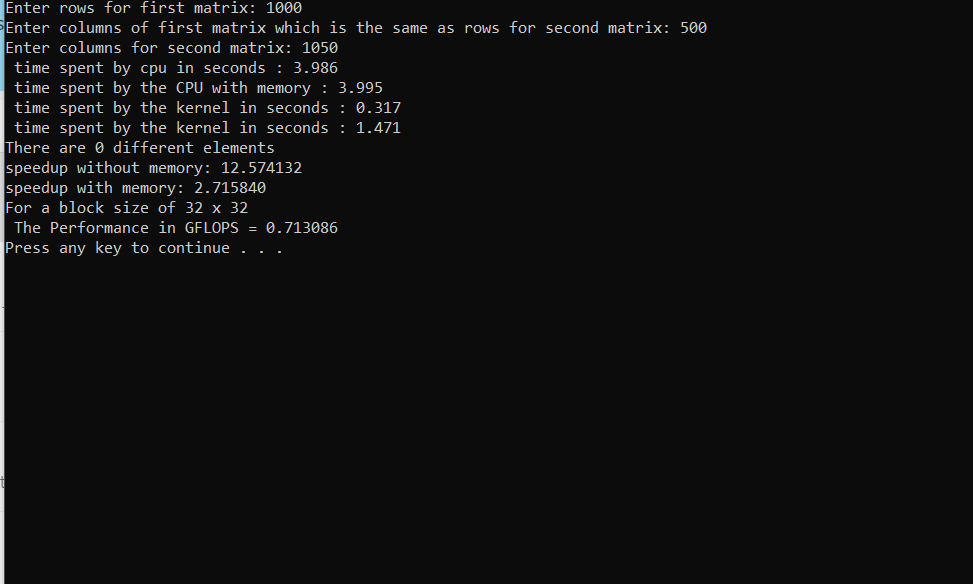 Enter rows for first matrix: 1000
Enter columns of first matrix which is the same as rows for second matrix: 500
Enter columns for second matrix: 1050
 time spent by cpu in seconds : 3.986
 time spent by the CPU with memory : 3.995
 time spent by the kernel in seconds : 0.317
 time spent by the kernel in seconds : 1.471
There are 0 different elements
speedup without memory: 12.574132
speedup with memory: 2.715840
For a block size of 32 x 32
 The Performance in GFLOPS = 0.713086
Press any key to continue . . .